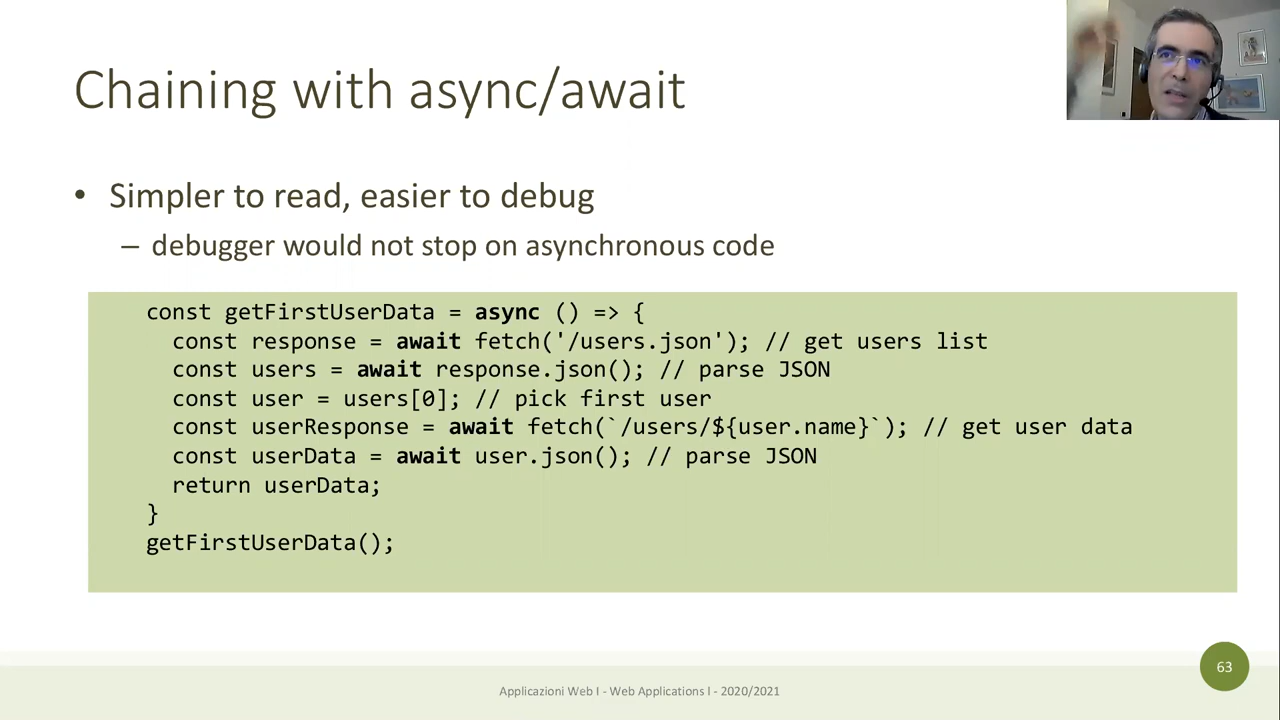 Chaining with async/await
• Simpler to read, easier to debug
– debugger would not stop on asynchronous code
const getFirstUserData = async () => {
  const response = await fetch('/users.json'); // get users list
  const users = await response.json(); // parse JSON
  const user = users[0]; // pick first user
  const userResponse = await fetch(`/users/${user.name}`); // get user data
  const userData = await user.json(); // parse JSON
  return userData;
}
getFirstUserData();
63
Applicazioni Web I - Web Applications I - 2020/2021